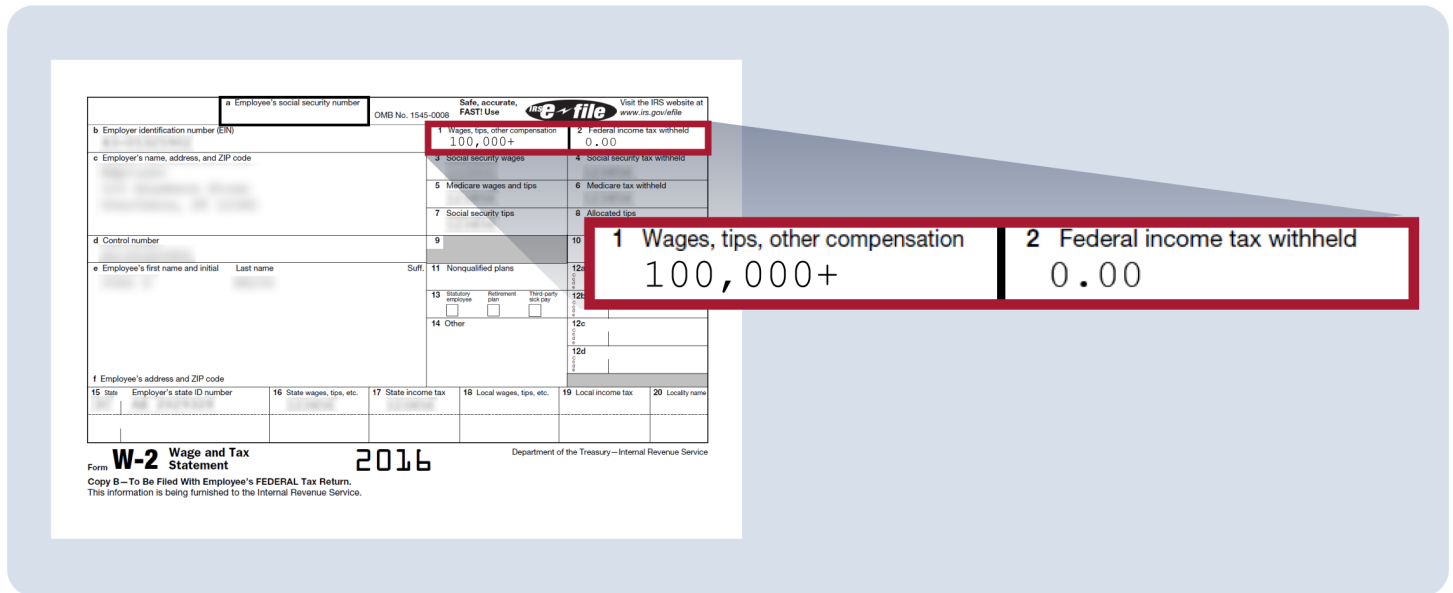 a Employee's social security number
OMB No. 1545-0008
Safe, accurate,
FAST! Use
IRS e-file
Visit the IRS website at
www.irs.gov/efile
b Employer identification number (EIN)
1 Wages, tips, other compensation
100,000+
2 Federal income tax withheld
0.00
c Employer's name, address, and ZIP code
3 Social security wages
4 Social security tax withheld
5 Medicare wages and tips
6 Medicare tax withheld
7 Social security tips
8 Allocated tips
1 Wages, tips, other compensation
100,000+
2 Federal income tax withheld
0.00
d Control number
9
10
e Employee's first name and initial
Last name
Suff.
11 Nonqualified plans
12a
13 Statutory employee
Retirement plan
Third-party sick pay
12b
14 Other
12c
12d
f Employee's address and ZIP code
15 State
Employer's state ID number
16 State wages, tips, etc.
17 State income tax
18 Local wages, tips, etc.
19 Local income tax
20 Locality name
Form W-2 Wage and Tax
Statement
2016
Department of the Treasury—Internal Revenue Service
Copy B—To Be Filed With Employee's FEDERAL Tax Return.
This information is being furnished to the Internal Revenue Service.